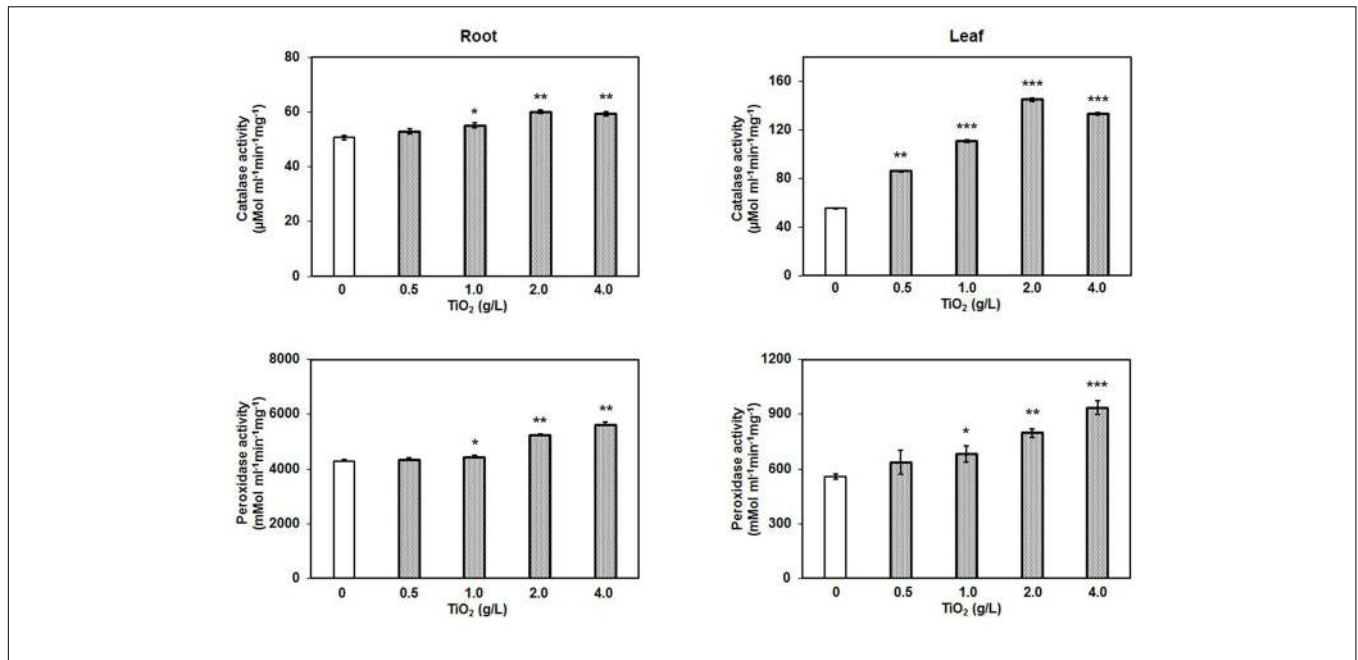 Root
Catalase activity
(µMol ml⁻¹min⁻¹mg⁻¹)
80
60
40
20
0
*
**
**
0 0.5 1.0 2.0 4.0
TiO₂ (g/L)
Leaf
Catalase activity
(µMol ml⁻¹min⁻¹mg⁻¹)
160
120
80
40
0
**
***
***
***
0 0.5 1.0 2.0 4.0
TiO₂ (g/L)
Peroxidase activity
(mMol ml⁻¹min⁻¹mg⁻¹)
8000
6000
4000
2000
0
*
**
**
0 0.5 1.0 2.0 4.0
TiO₂ (g/L)
Peroxidase activity
(mMol ml⁻¹min⁻¹mg⁻¹)
1200
900
600
300
0
*
**
***
0 0.5 1.0 2.0 4.0
TiO₂ (g/L)